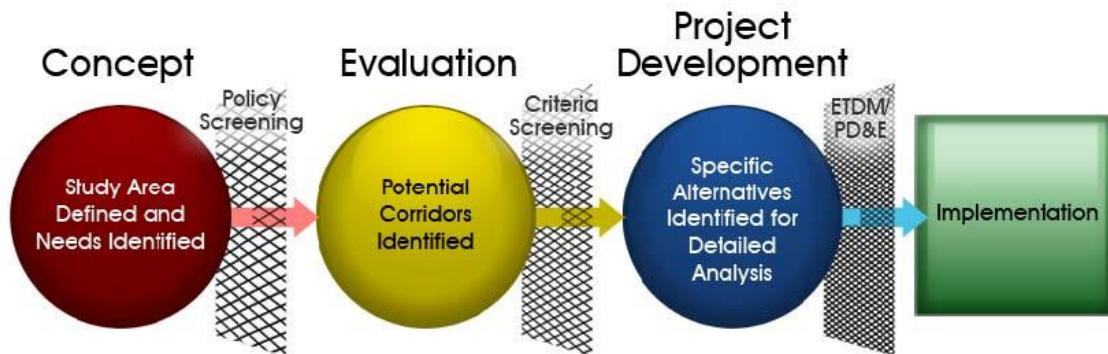 Concept
Policy
Screening
Study Area
Defined and
Needs Identified
Evaluation
Criteria
Screening
Potential
Corridors
Identified
Project
Development
ETDM/
PD&E
Specific
Alternatives
Identified for
Detailed
Analysis
Implementation